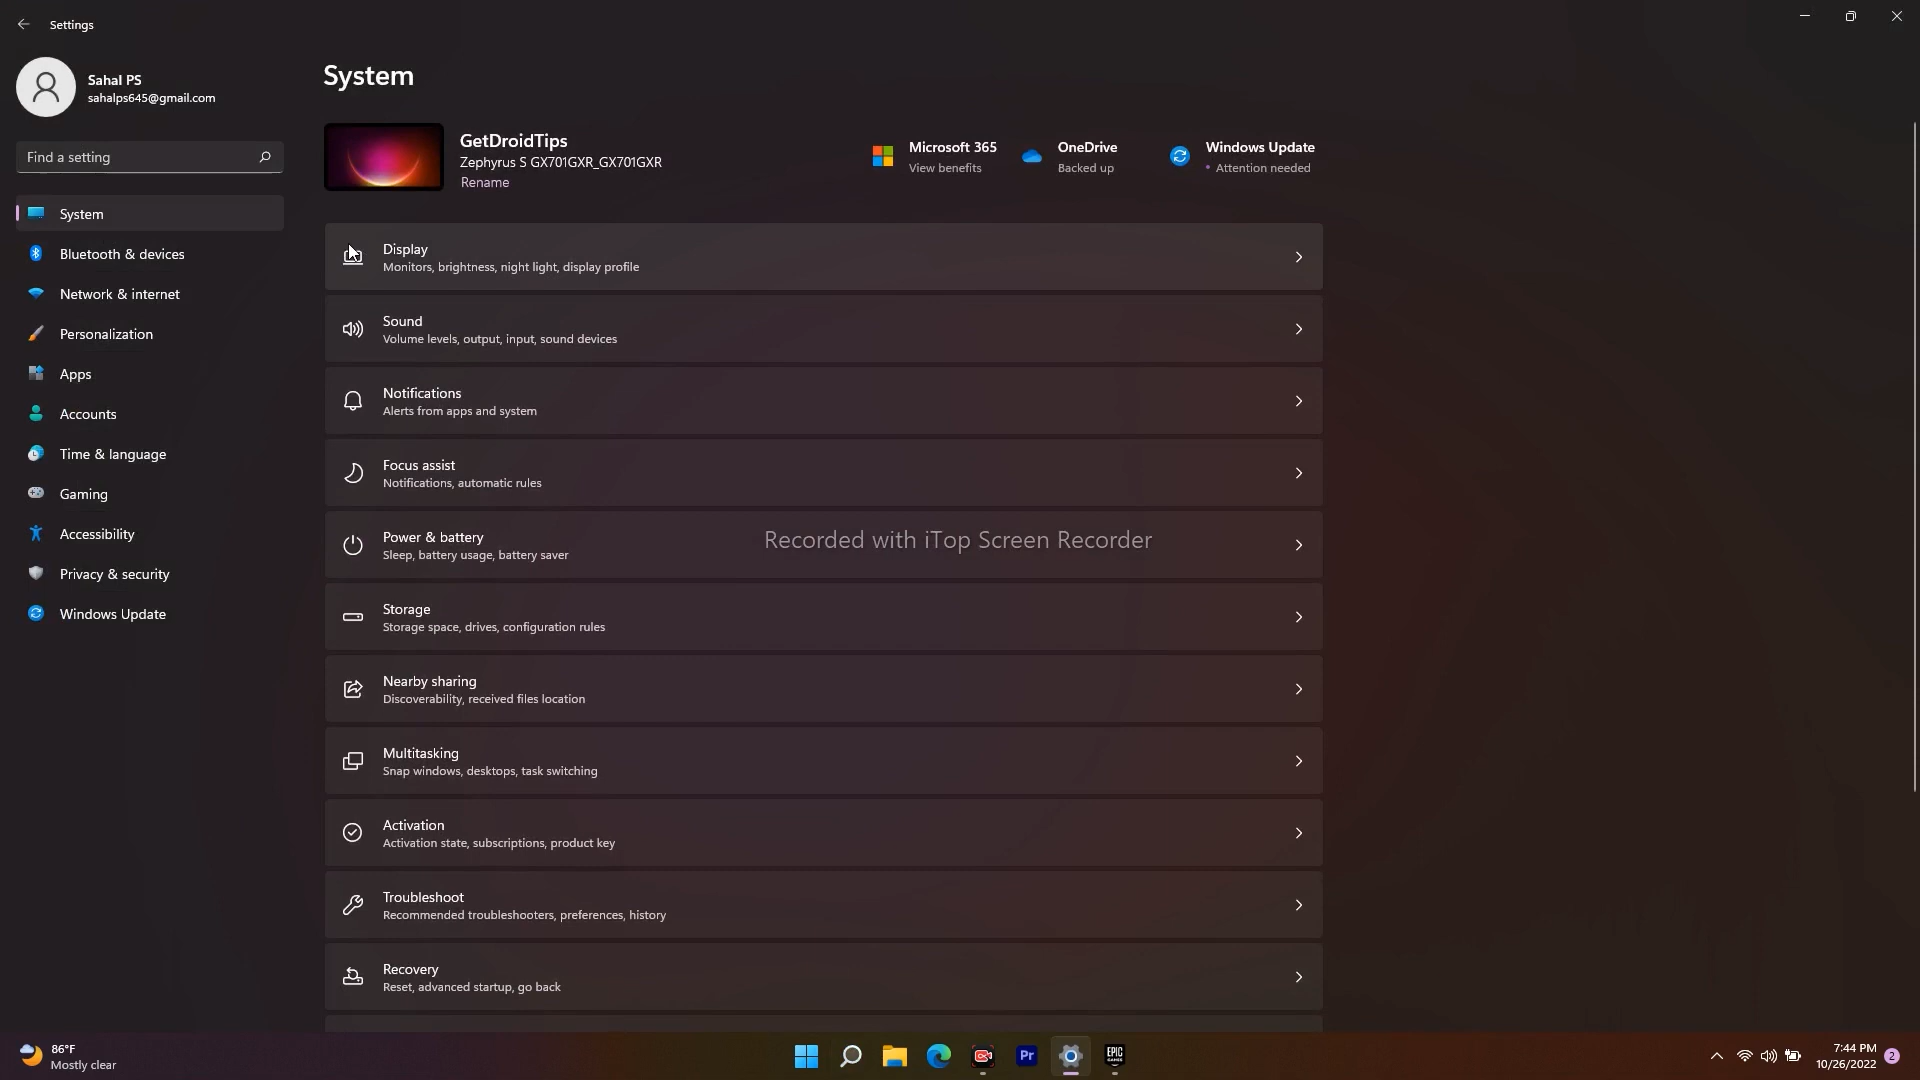 Settings
Sahal PS
sahalps645@gmail.com
Find a setting
System
Bluetooth & devices
Network & internet
Personalization
Apps
Accounts
Time & language
Gaming
Accessibility
Privacy & security
Windows Update
System
GetDroidTips
Zephyrus S GX701GXR_GX701GXR
Rename
Microsoft 365
View benefits
OneDrive
Backed up
Windows Update
• Attention needed
Display
Monitors, brightness, night light, display profile
Sound
Volume levels, output, input, sound devices
Notifications
Alerts from apps and system
Focus assist
Notifications, automatic rules
Power & battery
Sleep, battery usage, battery saver
Recorded with iTop Screen Recorder
Storage
Storage space, drives, configuration rules
Nearby sharing
Discoverability, received files location
Multitasking
Snap windows, desktops, task switching
Activation
Activation state, subscriptions, product key
Troubleshoot
Recommended troubleshooters, preferences, history
Recovery
Reset, advanced startup, go back
86°F
Mostly clear
Pr
EPIC
GAMES
7:44 PM
10/26/2022
2